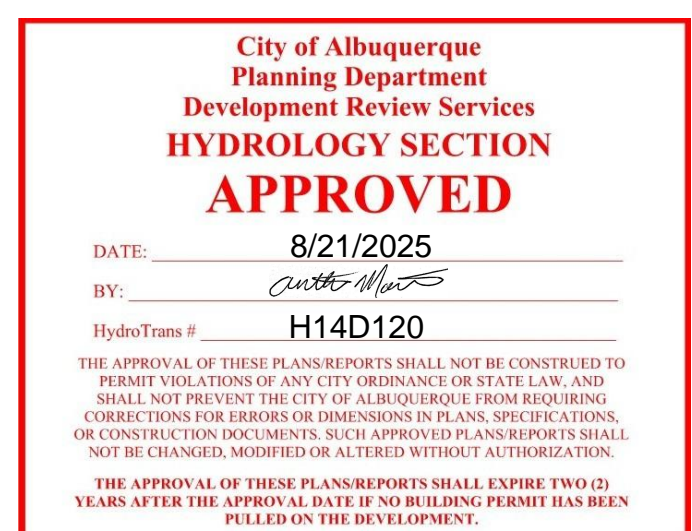 City of Albuquerque
Planning Department
Development Review Services
HYDROLOGY SECTION
APPROVED
DATE: 8/21/2025
BY:
HydroTrans # H14D120
THE APPROVAL OF THESE PLANS/REPORTS SHALL NOT BE CONSTRUED TO
PERMIT VIOLATIONS OF ANY CITY ORDINANCE OR STATE LAW, AND
SHALL NOT PREVENT THE CITY OF ALBUQUERQUE FROM REQUIRING
CORRECTIONS FOR ERRORS OR DIMENSIONS IN PLANS, SPECIFICATIONS,
OR CONSTRUCTION DOCUMENTS. SUCH APPROVED PLANS/REPORTS SHALL
NOT BE CHANGED, MODIFIED OR ALTERED WITHOUT AUTHORIZATION.
THE APPROVAL OF THESE PLANS/REPORTS SHALL EXPIRE TWO (2)
YEARS AFTER THE APPROVAL DATE IF NO BUILDING PERMIT HAS BEEN
PULLED ON THE DEVELOPMENT.